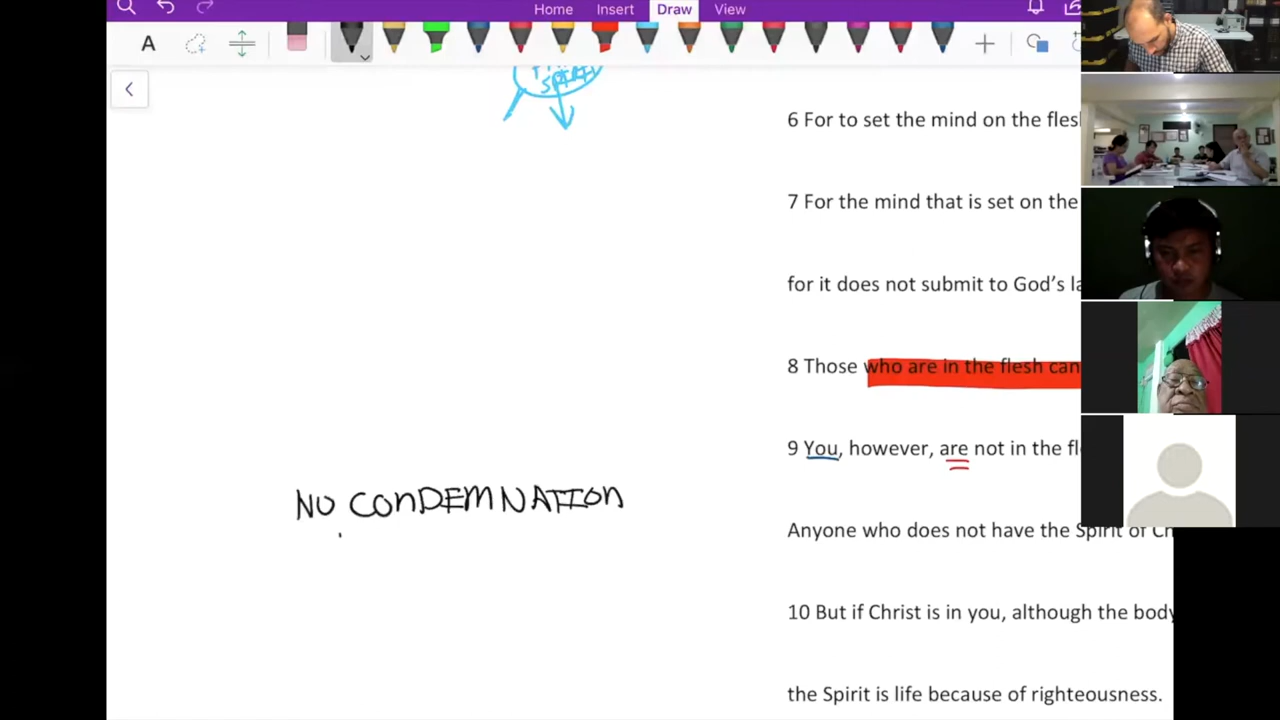 Home Insert Draw View
A
SPIRIT
6 For to set the mind on the flesh
7 For the mind that is set on the
for it does not submit to God's la
8 Those who are in the flesh can
9 You, however, are not in the fl
NO CONDEMNATION
Anyone who does not have the Spirit of Ch
10 But if Christ is in you, although the body
the Spirit is life because of righteousness.